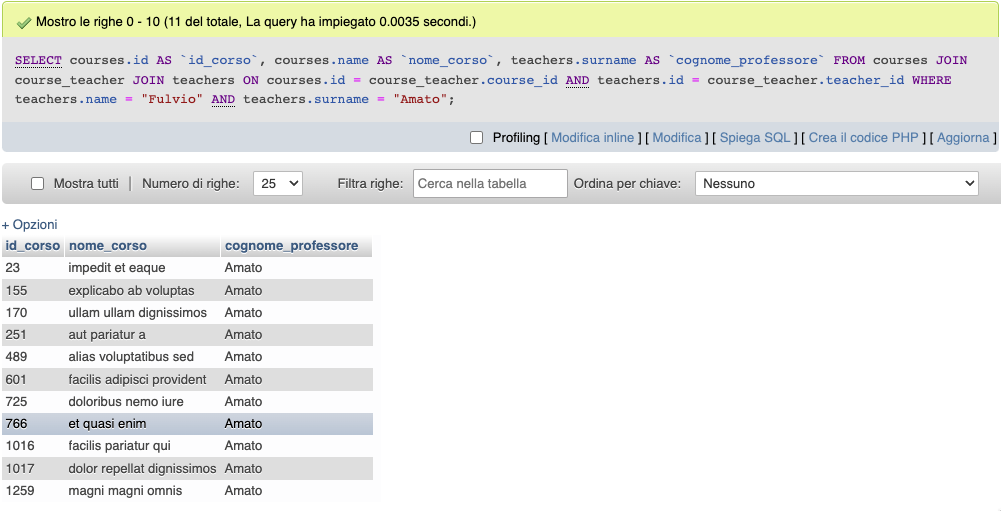 Mostro le righe 0 - 10 (11 del totale, La query ha impiegato 0.0035 secondi.)
SELECT courses.id AS `id_corso`, courses.name AS `nome_corso`, teachers.surname AS `cognome_professore` FROM courses JOIN
course_teacher JOIN teachers ON courses.id = course_teacher.course_id AND teachers.id = course_teacher.teacher_id WHERE
teachers.name = "Fulvio" AND teachers.surname = "Amato";
Profiling [ Modifica inline ] [ Modifica ] [ Spiega SQL ] [ Crea il codice PHP ] [ Aggiorna ]
Mostra tutti | Numero di righe: 25 Filtra righe: Cerca nella tabella Ordina per chiave: Nessuno
+ Opzioni
id_corso nome_corso cognome_professore
23 impedit et eaque Amato
155 explicabo ab voluptas Amato
170 ullam ullam dignissimos Amato
251 aut pariatur a Amato
489 alias voluptatibus sed Amato
601 facilis adipisci provident Amato
725 doloribus nemo iure Amato
766 et quasi enim Amato
1016 facilis pariatur qui Amato
1017 dolor repellat dignissimos Amato
1259 magni magni omnis Amato